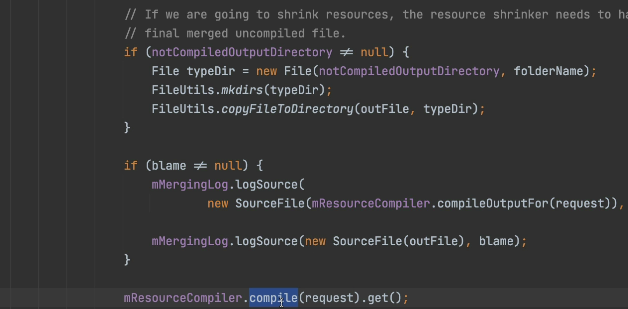 // If we are going to shrink resources, the resource shrinker needs to
// final merged uncompiled file.
if (notCompiledOutputDirectory ≠ null) {
File typeDir = new File(notCompiledOutputDirectory, folderName);
FileUtils.mkdirs(typeDir);
FileUtils.copyFileToDirectory(outFile, typeDir);
}
if (blame ≠ null) {
mMergingLog.logSource(
new SourceFile(mResourceCompiler.compileOutputFor(request)),
mMergingLog.logSource(new SourceFile(outFile), blame);
}
mResourceCompiler.compile(request).get();